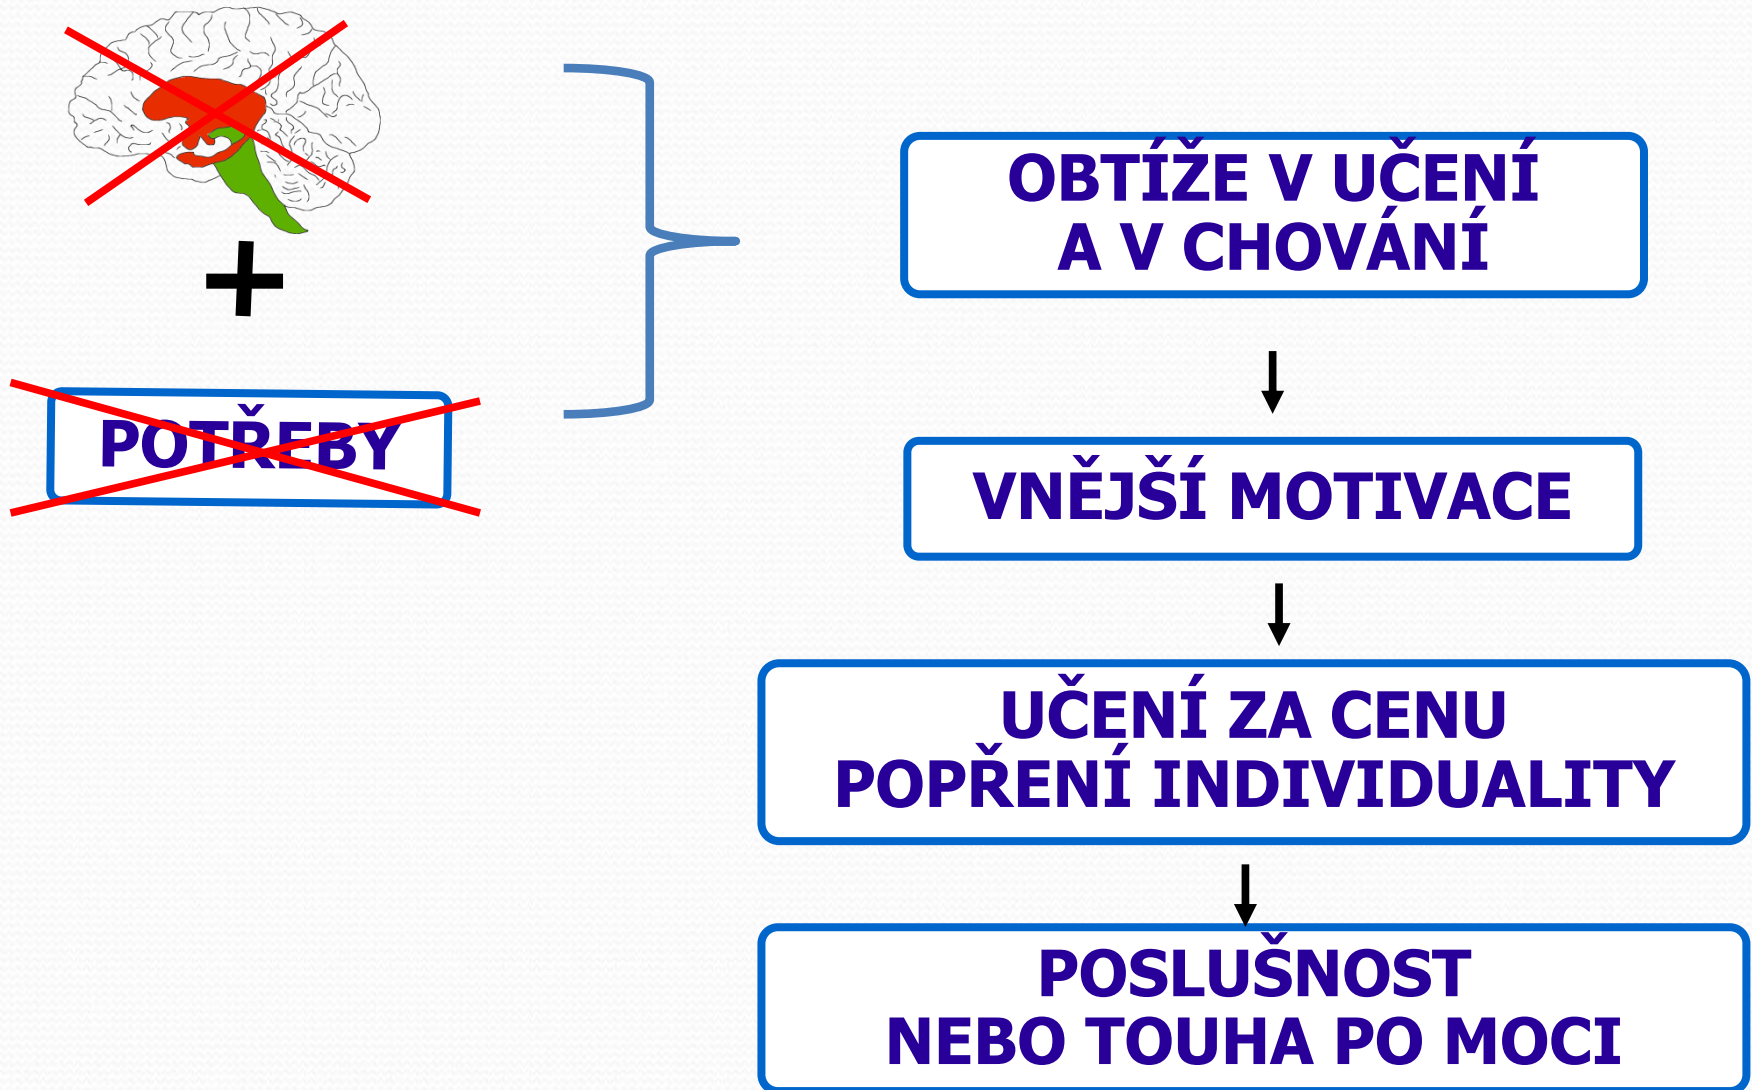 +
POTŘEBY
OBTÍŽE V UČENÍ
A V CHOVÁNÍ
VNĚJŠÍ MOTIVACE
UČENÍ ZA CENU
POPŘENÍ INDIVIDUALITY
POSLUŠNOST
NEBO TOUHA PO MOCI